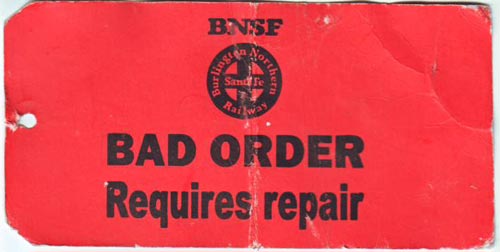 BNSF
Burlington Northern
Santa Fe
Railway
BAD ORDER
Requires repair